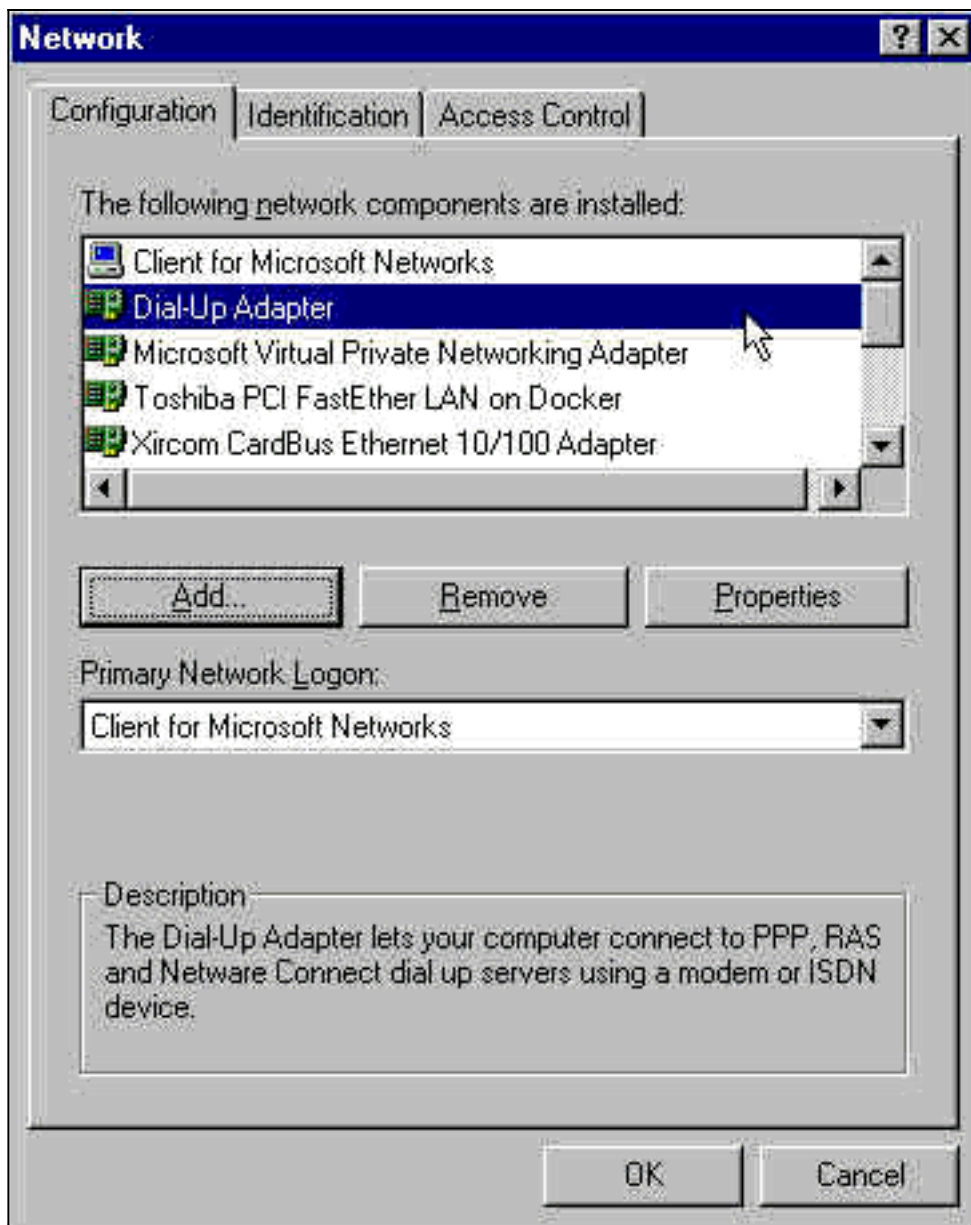 Network
Configuration Identification Access Control
The following network components are installed:
Client for Microsoft Networks
Dial-Up Adapter
Microsoft Virtual Private Networking Adapter
Toshiba PCI FastEther LAN on Docker
Xircom CardBus Ethernet 10/100 Adapter
Add... Remove Properties
Primary Network Logon:
Client for Microsoft Networks
Description
The Dial-Up Adapter lets your computer connect to PPP, RAS
and Netware Connect dial up servers using a modem or ISDN
device.
OK Cancel